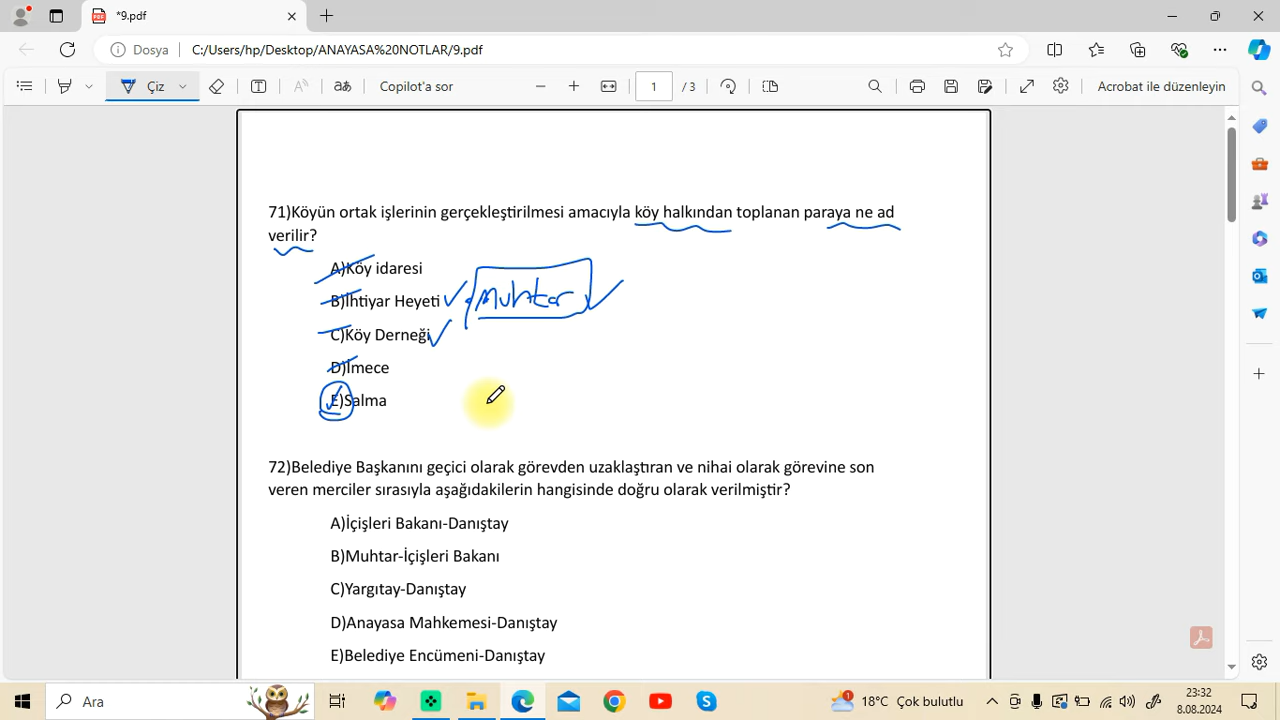 *9.pdf
Dosya
C:/Users/hp/Desktop/ANAYASA%20NOTLAR/9.pdf
Çiz
aあ
Copilot'a sor
1
/ 3
Acrobat ile düzenleyin
71)Köyün ortak işlerinin gerçekleştirilmesi amacıyla köy halkından toplanan paraya ne ad
verilir?
A)Köy idaresi
B)İhtiyar Heyeti
Muhtar
C)Köy Derneği
D)İmece
E)Salma
72)Belediye Başkanını geçici olarak görevden uzaklaştıran ve nihai olarak görevine son
veren merciler sırasıyla aşağıdakilerin hangisinde doğru olarak verilmiştir?
A)İçişleri Bakanı-Danıştay
B)Muhtar-İçişleri Bakanı
C)Yargıtay-Danıştay
D)Anayasa Mahkemesi-Danıştay
E)Belediye Encümeni-Danıştay
Ara
1
18°C Çok bulutlu
23:32
8.08.2024